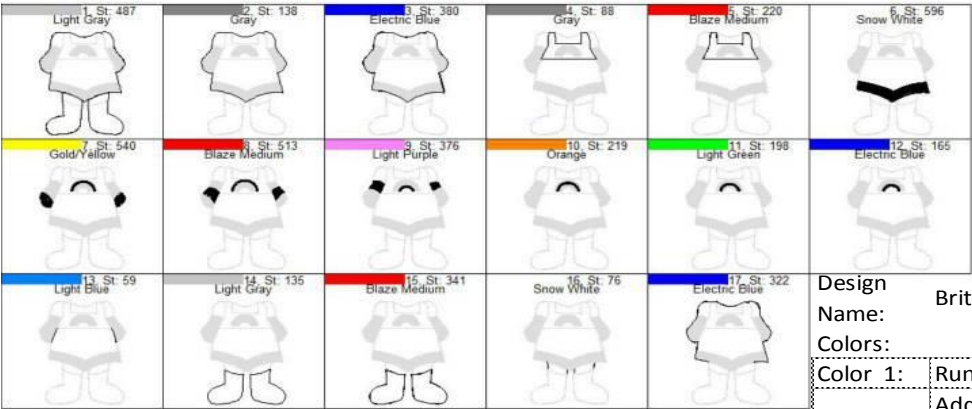 1, St: 487
Light Gray
2, St: 138
Gray
3, St: 380
Electric Blue
4, St: 88
Gray
5, St: 220
Blaze Medium
6, St: 596
Snow White
7, St: 540
Gold/Yellow
8, St: 513
Blaze Medium
9, St: 376
Light Purple
10, St: 219
Orange
11, St: 198
Light Green
12, St: 165
Electric Blue
13, St: 59
Light Blue
14, St: 135
Light Gray
15, St: 341
Blaze Medium
16, St: 76
Snow White
17, St: 322
Electric Blue
Design Name: Brit
Colors:
Color 1: Run
Add